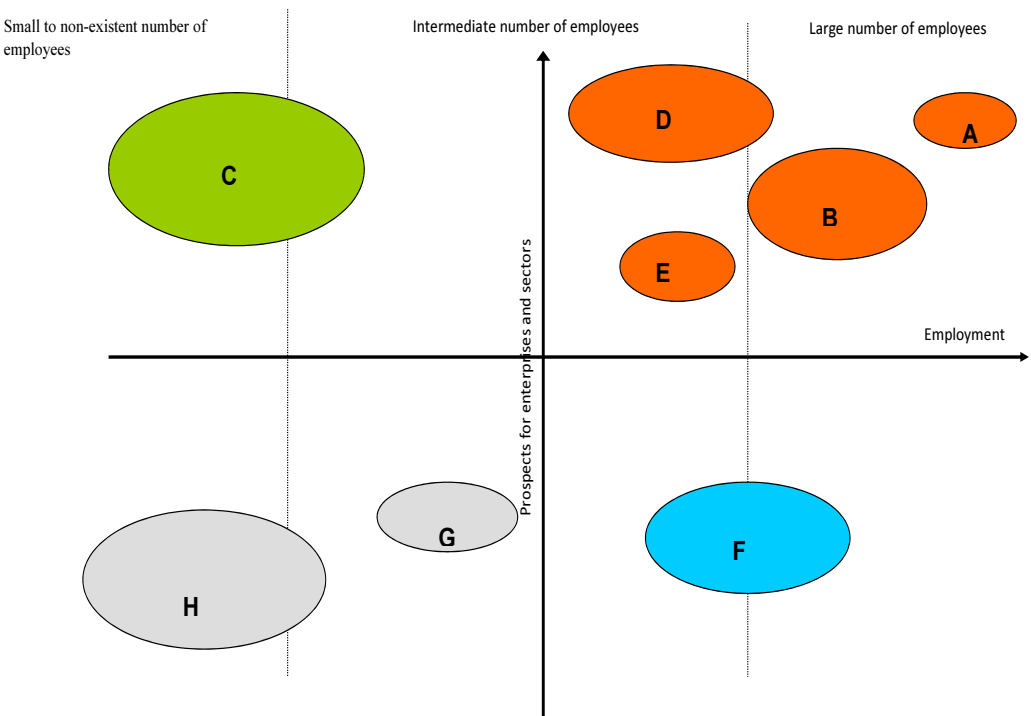 Small to non-existent number of
employees
Intermediate number of employees
Large number of employees
D
A
C
B
E
Prospects for enterprises and sectors
Employment
G
F
H